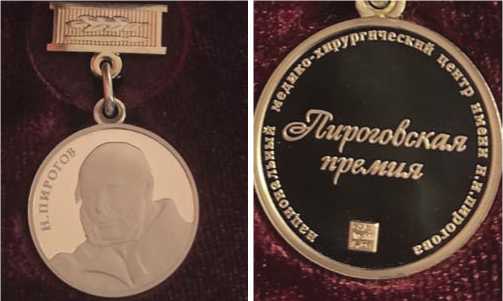 Н.ПИРОГОВ
национальный медико-хирургический центр имени Н.И.Пирогова
Пироговская
премия